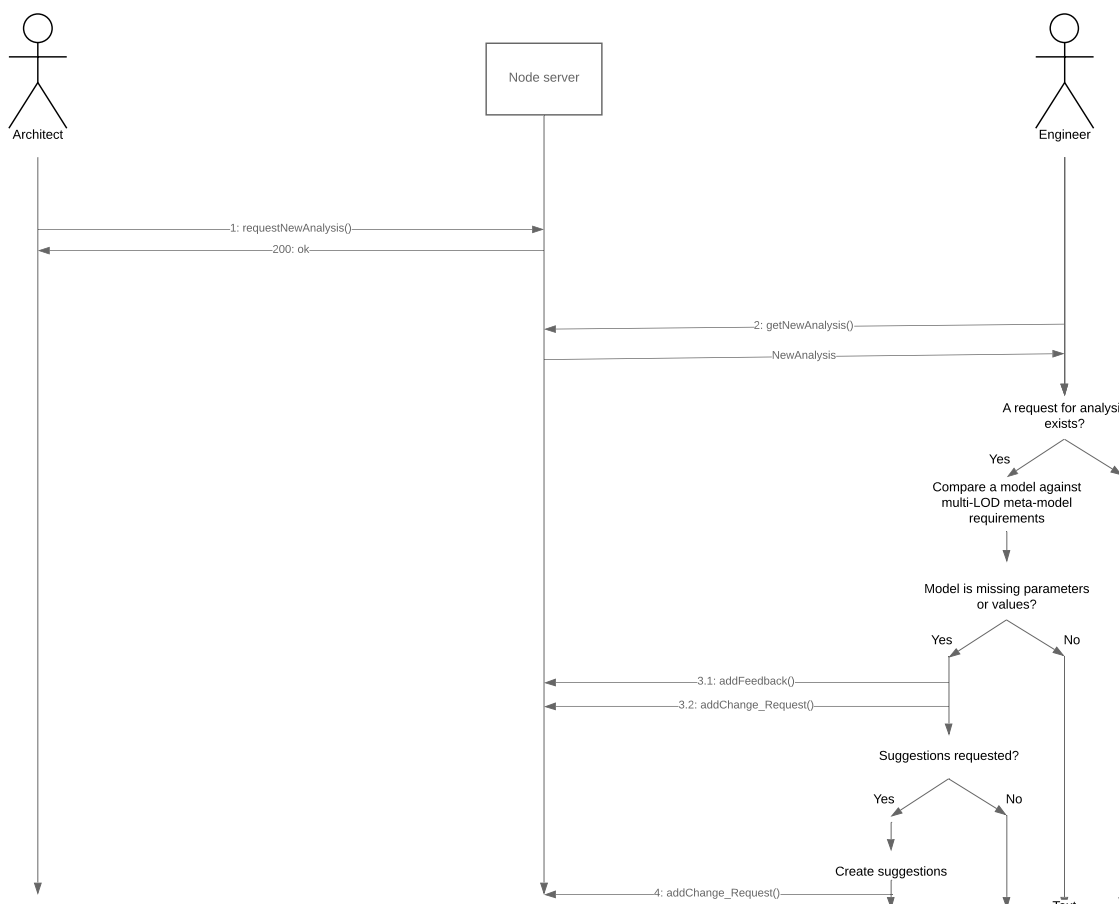 Node server
Architect
Engineer
1: requestNewAnalysis()
200: ok
2: getNewAnalysis()
NewAnalysis
A request for analysi
exists?
Yes
Compare a model against
multi-LOD meta-model
requirements
Model is missing parameters
or values?
Yes
No
3.1: addFeedback()
3.2: addChange_Request()
Suggestions requested?
Yes
No
Create suggestions
4: addChange_Request()